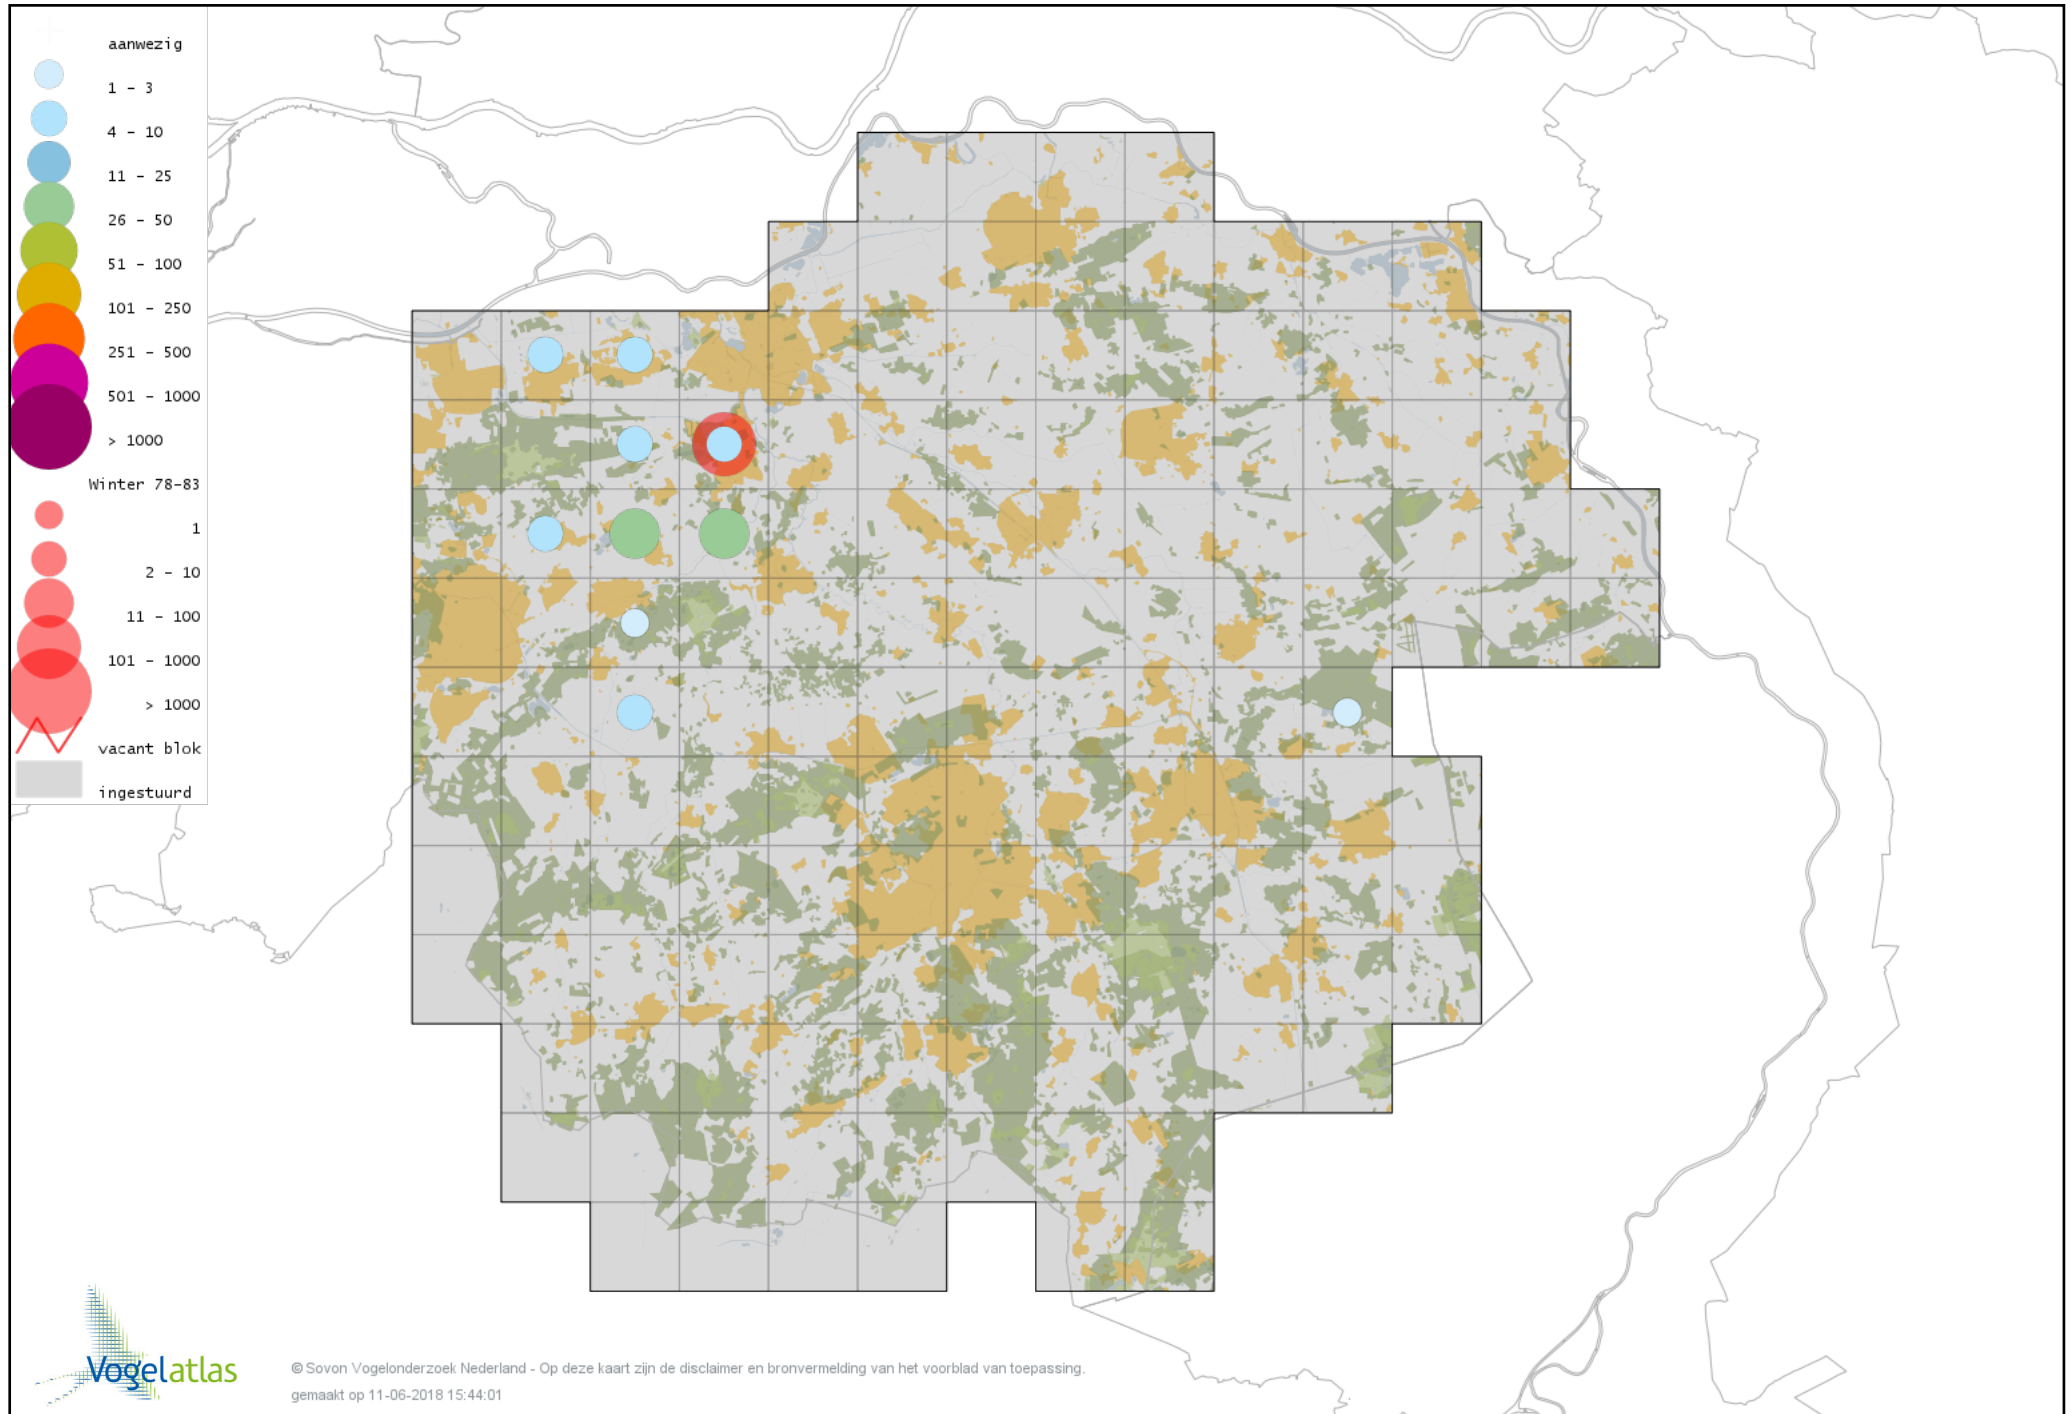 aanwezig
1 - 3
4 - 10
11 - 25
26 - 50
51 - 100
101 - 250
251 - 500
501 - 1000
> 1000
Winter 78-83
1
2 - 10
11 - 100
101 - 1000
> 1000
vacant blok
ingestuurd
Vogelatlas
© Sovon Vogelonderzoek Nederland - Op deze kaart zijn de disclaimer en bronvermelding van het voorblad van toepassing.
gemaakt op 11-06-2018 15:44:01